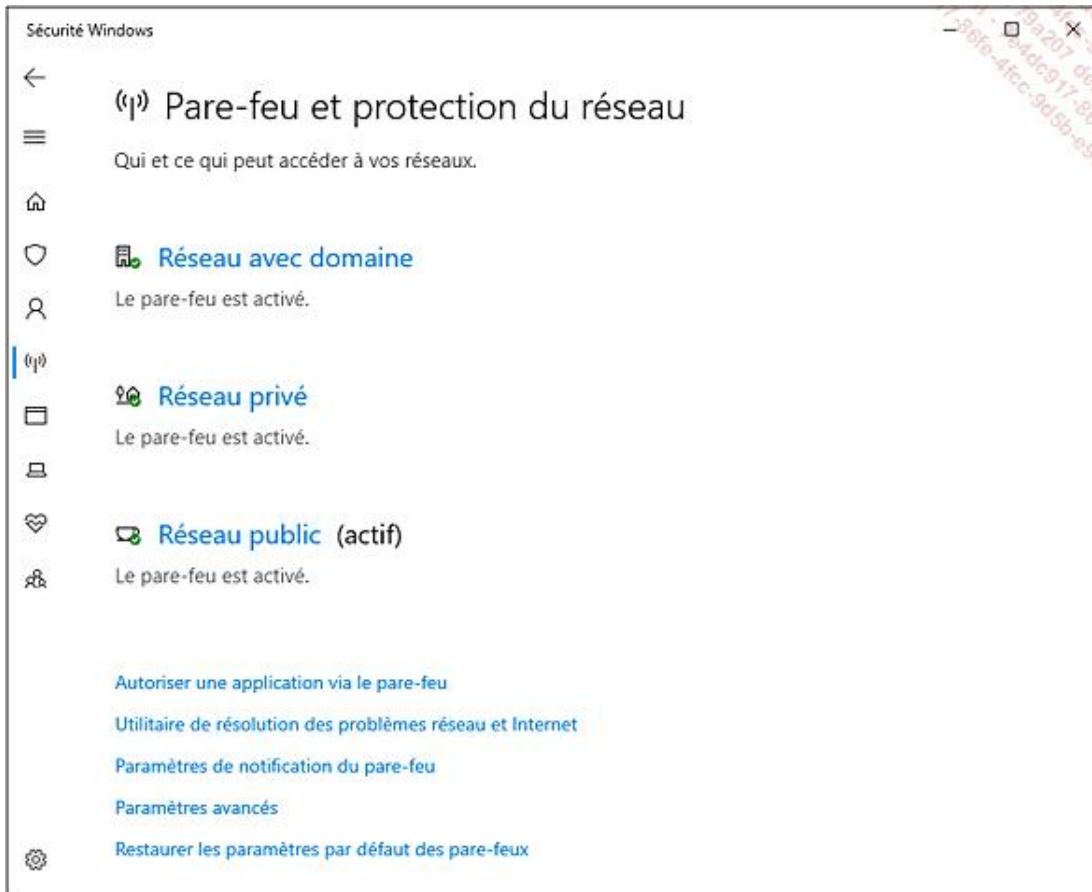 Sécurité Windows
Pare-feu et protection du réseau
Qui et ce qui peut accéder à vos réseaux.
Réseau avec domaine
Le pare-feu est activé.
Réseau privé
Le pare-feu est activé.
Réseau public (actif)
Le pare-feu est activé.
Autoriser une application via le pare-feu
Utilitaire de résolution des problèmes réseau et Internet
Paramètres de notification du pare-feu
Paramètres avancés
Restaurer les paramètres par défaut des pare-feux